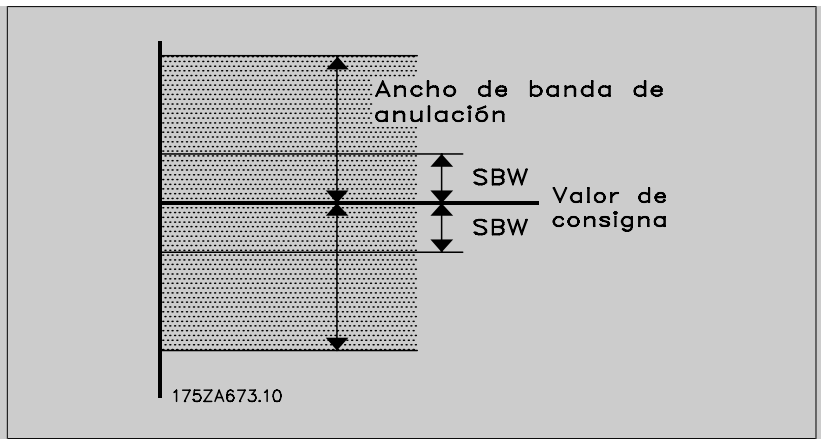 Ancho de banda de
anulación
SBW
Valor de
consigna
SBW
175ZA673.10